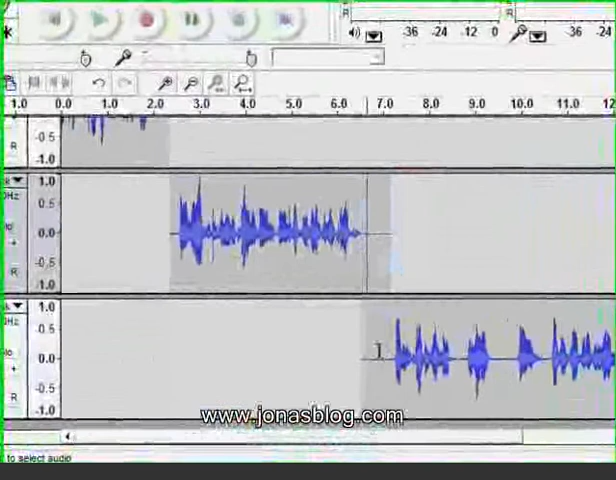 R
R
-36 -24 -12 0
-36 -24
1.0 0.0 1.0 2.0 3.0 4.0 5.0 6.0 7.0 8.0 9.0 10.0 11.0 12
-0.5
R
-1.0
1.0
0Hz
0.5
0.0
-0.5
R
-1.0
1.0
0Hz
0.5
0.0
-0.5
R
-1.0
www.jonasblog.com
to select audio